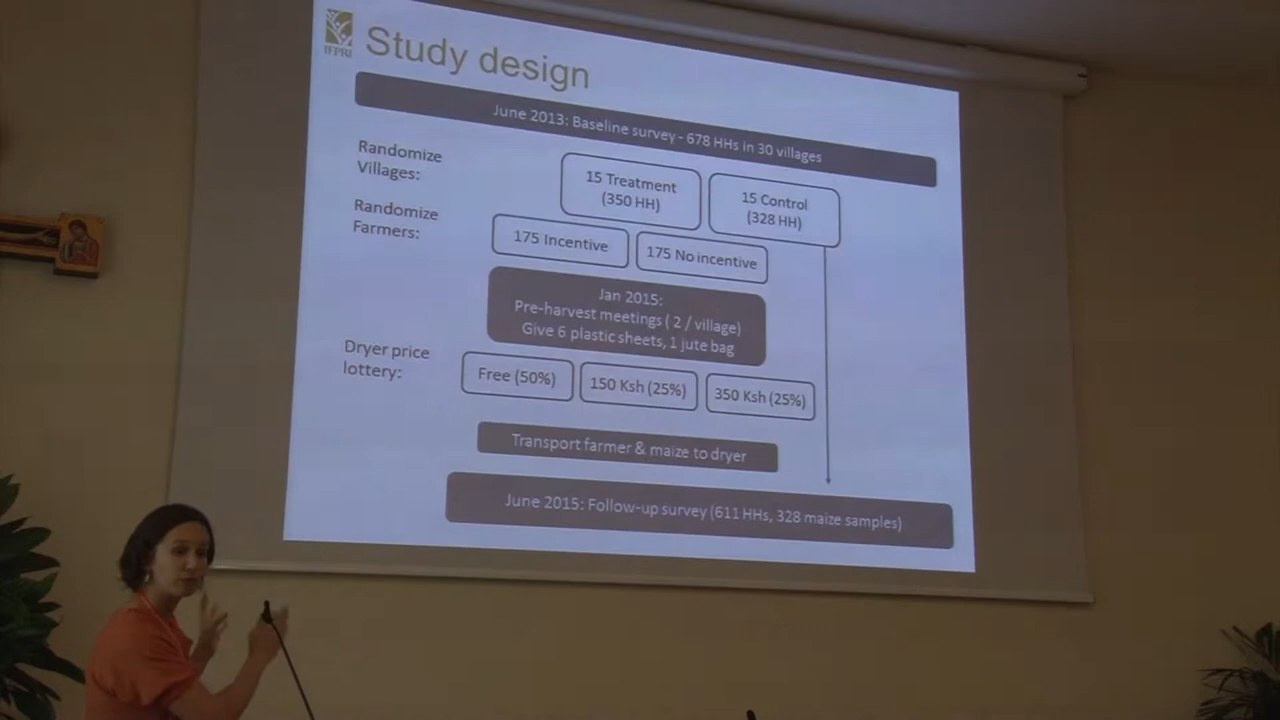 IFPRI
Study design
June 2013: Baseline survey - 678 HHs in 30 villages
Randomize
Villages:
15 Treatment
(350 HH)
15 Control
(328 HH)
Randomize
Farmers:
175 Incentive
175 No incentive
Jan 2015:
Pre-harvest meetings ( 2 / village)
Give 6 plastic sheets, 1 jute bag
Dryer price
lottery:
Free (50%)
150 Ksh (25%)
350 Ksh (25%)
Transport farmer & maize to dryer
June 2015: Follow-up survey (611 HHs, 328 maize samples)